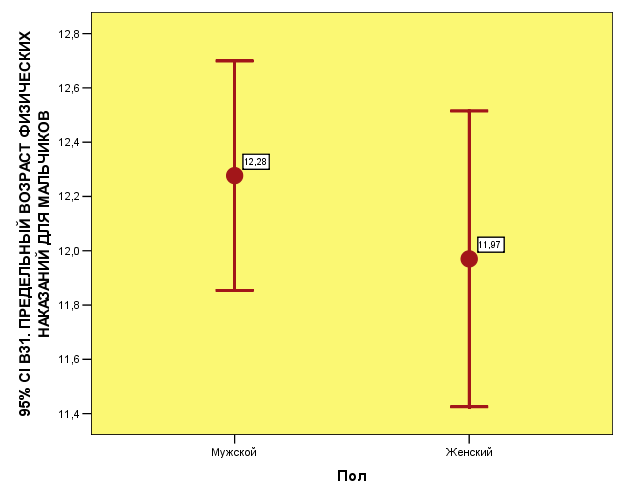 95% CI B31. ПРЕДЕЛЬНЫЙ ВОЗРАСТ ФИЗИЧЕСКИХ
НАКАЗАНИЙ ДЛЯ МАЛЬЧИКОВ
12,8
12,6
12,4
12,2
12,0
11,8
11,6
11,4
12,28
11,97
Мужской
Женский
Пол